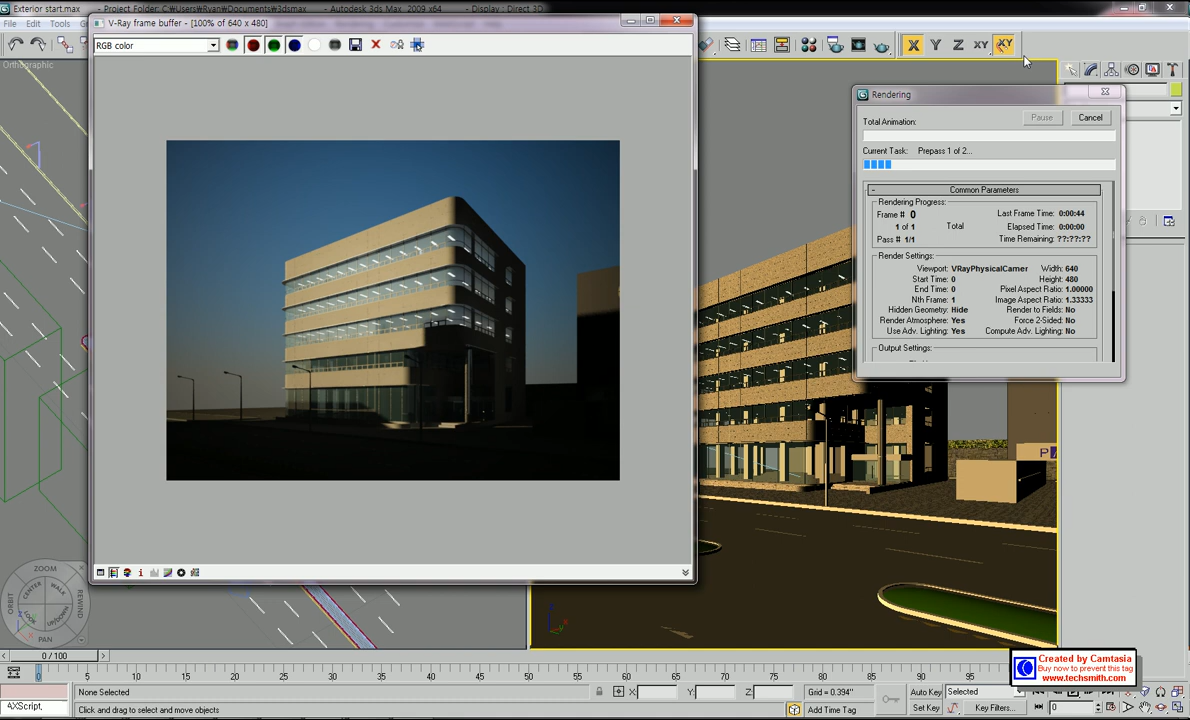 Exterior start.max - Project Folder: C:\Users\Ryan\Documents\3dsmax - Autodesk 3ds Max 2009 x64 - Display : Direct 3D
File Edit Tools
V-Ray frame buffer - [100% of 640 x 480]
RGB color
X Y Z XY XY
Orthographic
Rendering
Total Animation:
Pause Cancel
Current Task: Prepass 1 of 2...
- Common Parameters
Rendering Progress:
Frame # 0 Last Frame Time: 0:00:44
1 of 1 Total Elapsed Time: 0:00:00
Pass # 1/1 Time Remaining: ??:??:??
Render Settings:
Viewport: VRayPhysicalCamer Width: 640
Start Time: 0 Height: 480
End Time: 0 Pixel Aspect Ratio: 1.00000
Nth Frame: 1 Image Aspect Ratio: 1.33333
Hidden Geometry: Hide Render to Fields: No
Render Atmosphere: Yes Force 2-Sided: No
Use Adv. Lighting: Yes Compute Adv. Lighting: No
Output Settings:
ZOOM
ORBIT CENTER WALK REWIND
LOOK UP/DOWN
PAN
0 / 100
0 5 10 15 20 25 30 35 40 45 50 55 60 65 70 75 80 85 90 95
Created by Camtasia
Buy now to prevent this tag
www.techsmith.com
None Selected X: Y: Z: Grid = 0.394" Auto Key Selected
AXScript, Click and drag to select and move objects Add Time Tag Set Key Key Filters... 0